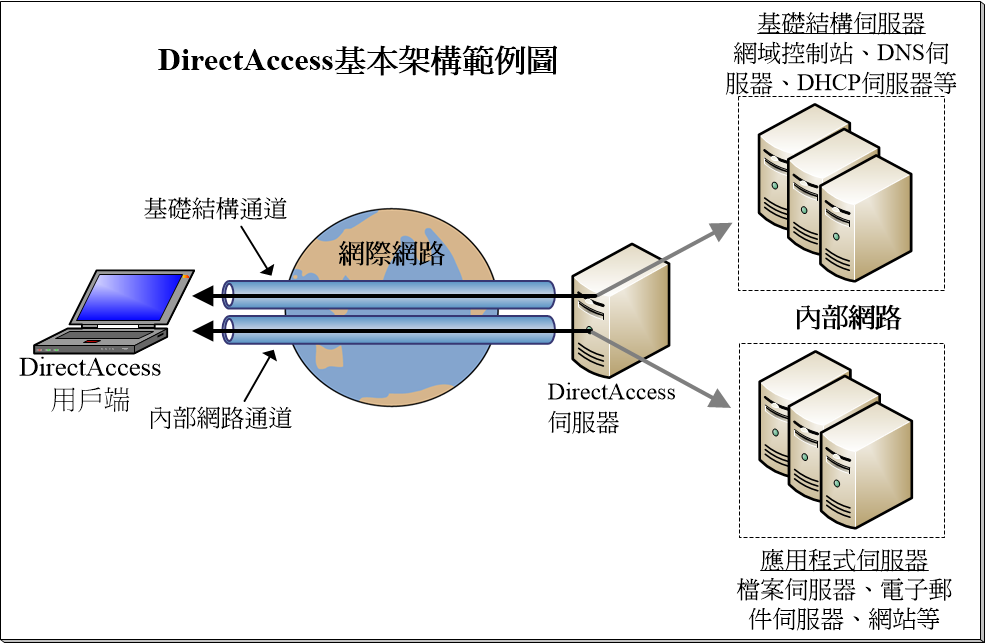 DirectAccess基本架構範例圖
基礎結構伺服器
網域控制站、DNS伺
服器、DHCP伺服器等
基礎結構通道
網際網路
內部網路
DirectAccess
用戶端
內部網路通道
DirectAccess
伺服器
應用程式伺服器
檔案伺服器、電子郵
件伺服器、網站等